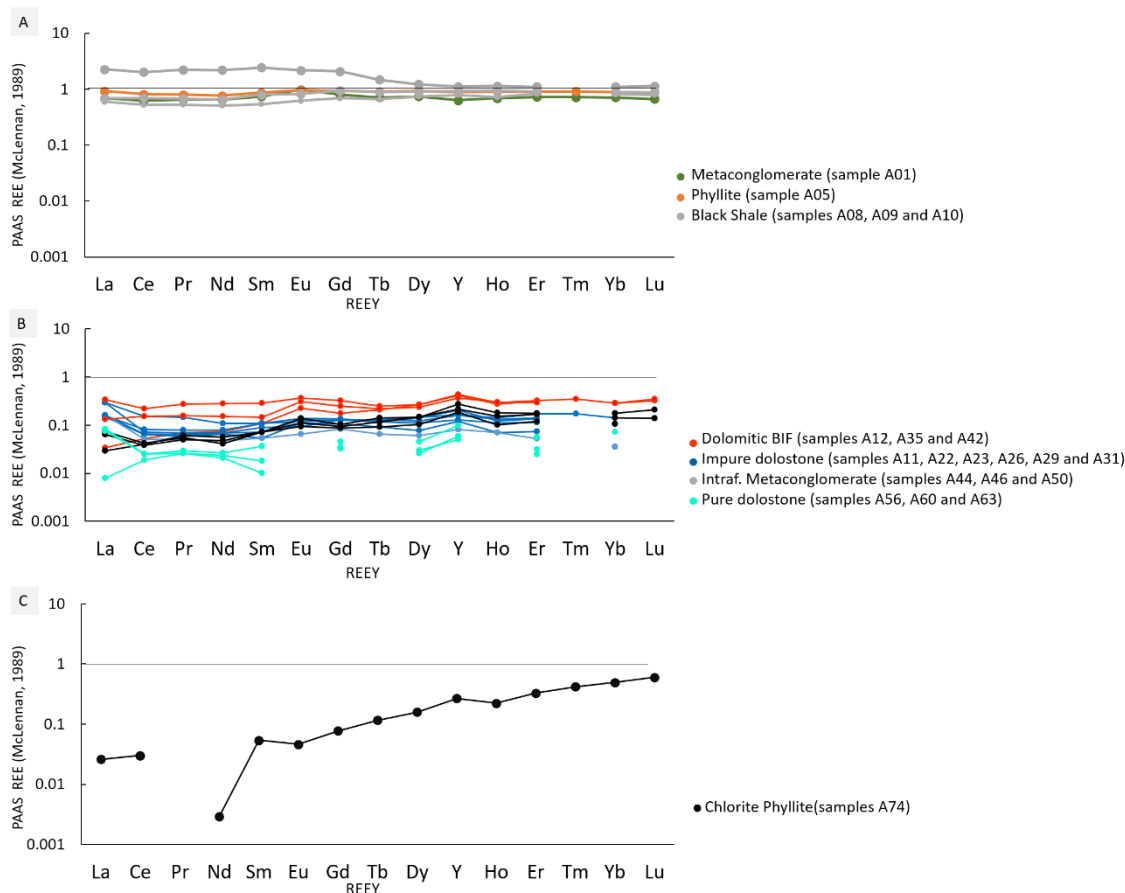 A
PAAS REE (McLennan, 1989)
10
1
0.1
0.01
0.001
La Ce Pr Nd Sm Eu Gd Tb Dy Y Ho Er Tm Yb Lu
REEY
Metaconglomerate (sample A01)
Phyllite (sample A05)
Black Shale (samples A08, A09 and A10)
B
PAAS REE (McLennan, 1989)
10
1
0.1
0.01
0.001
La Ce Pr Nd Sm Eu Gd Tb Dy Y Ho Er Tm Yb Lu
REEY
Dolomitic BIF (samples A12, A35 and A42)
Impure dolostone (samples A11, A22, A23, A26, A29 and A31)
Intraf. Metaconglomerate (samples A44, A46 and A50)
Pure dolostone (samples A56, A60 and A63)
C
PAAS REE (McLennan, 1989)
10
1
0.1
0.01
0.001
La Ce Pr Nd Sm Eu Gd Tb Dy Y Ho Er Tm Yb Lu
REEY
Chlorite Phyllite(samples A74)